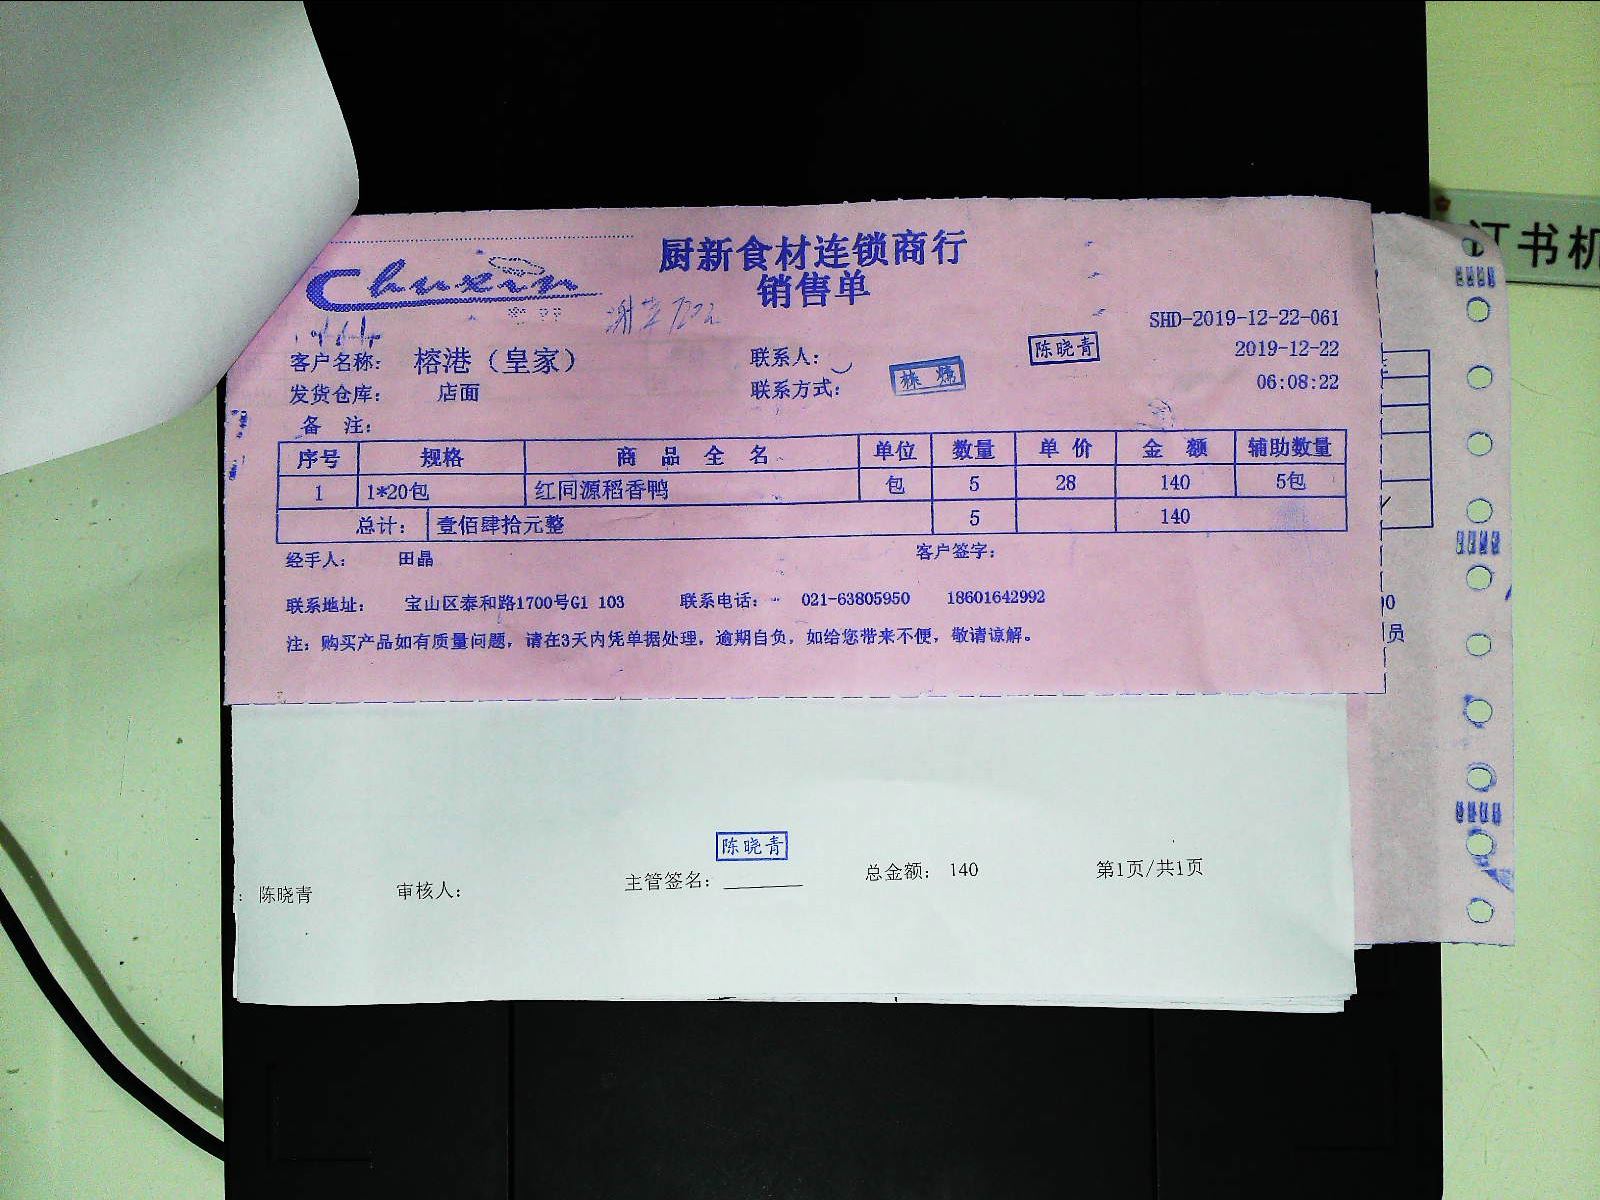 厨新食材连锁商行
Chuxin
销售单
订书机
SHD-2019-12-22-061
客户名称： 榕港（皇家） 联系人： 陈晓青 2019-12-22
发货仓库： 店面 联系方式： 06:08:22
备 注：
序号 规格 商 品 全 名 单位 数量 单 价 金 额 辅助数量
1 1*20包 红同源稻香鸭 包 5 28 140 5包
总计： 壹佰肆拾元整 5 140
经手人： 田晶 客户签字：
联系地址： 宝山区泰和路1700号G1 103 联系电话： 021-63805950 18601642992
注：购买产品如有质量问题，请在3天内凭单据处理，逾期自负，如给您带来不便，敬请谅解。
员
陈晓青
：陈晓青 审核人： 主管签名： 总金额： 140 第1页/共1页